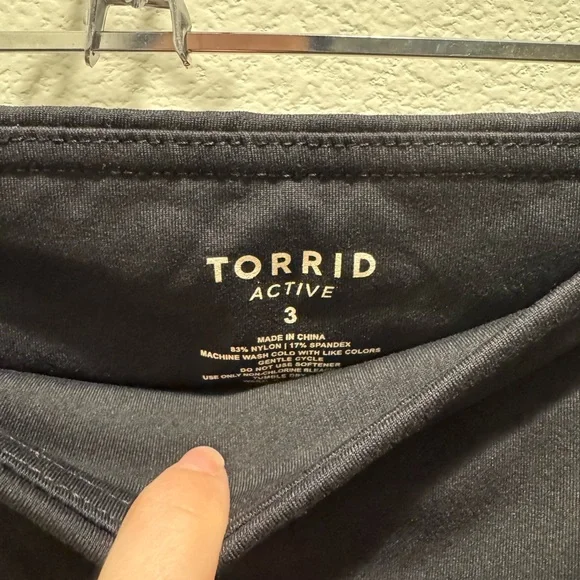 TORRID
ACTIVE
3
MADE IN CHINA
83% NYLON | 17% SPANDEX
MACHINE WASH COLD WITH LIKE COLORS
GENTLE CYCLE
DO NOT USE SOFTENER
USE ONLY NON-CHLORINE
TUMBLE